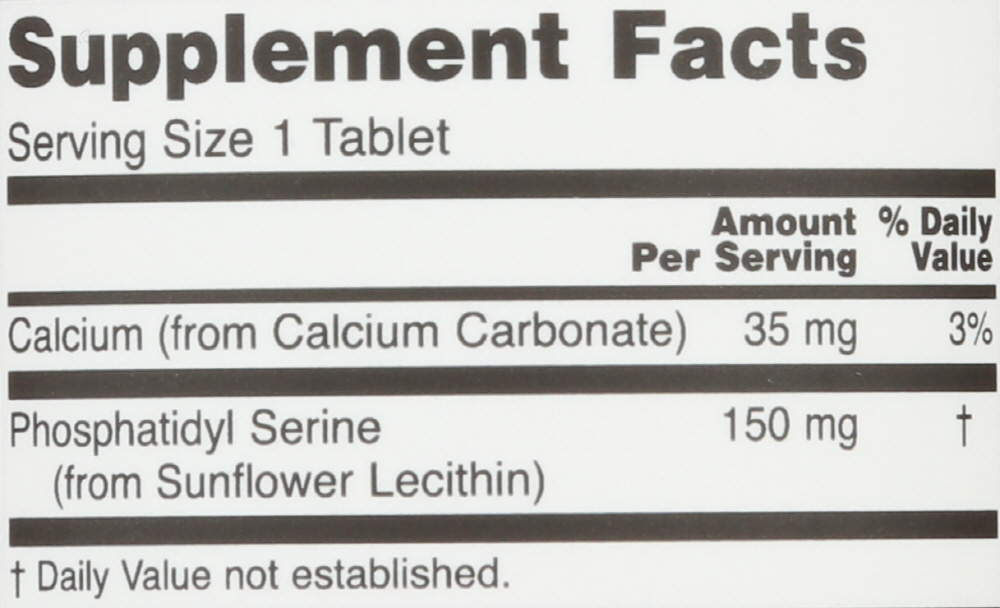 Supplement Facts
Serving Size 1 Tablet
Amount Per Serving % Daily Value
Calcium (from Calcium Carbonate) 35 mg 3%
Phosphatidyl Serine 150 mg †
(from Sunflower Lecithin)
† Daily Value not established.